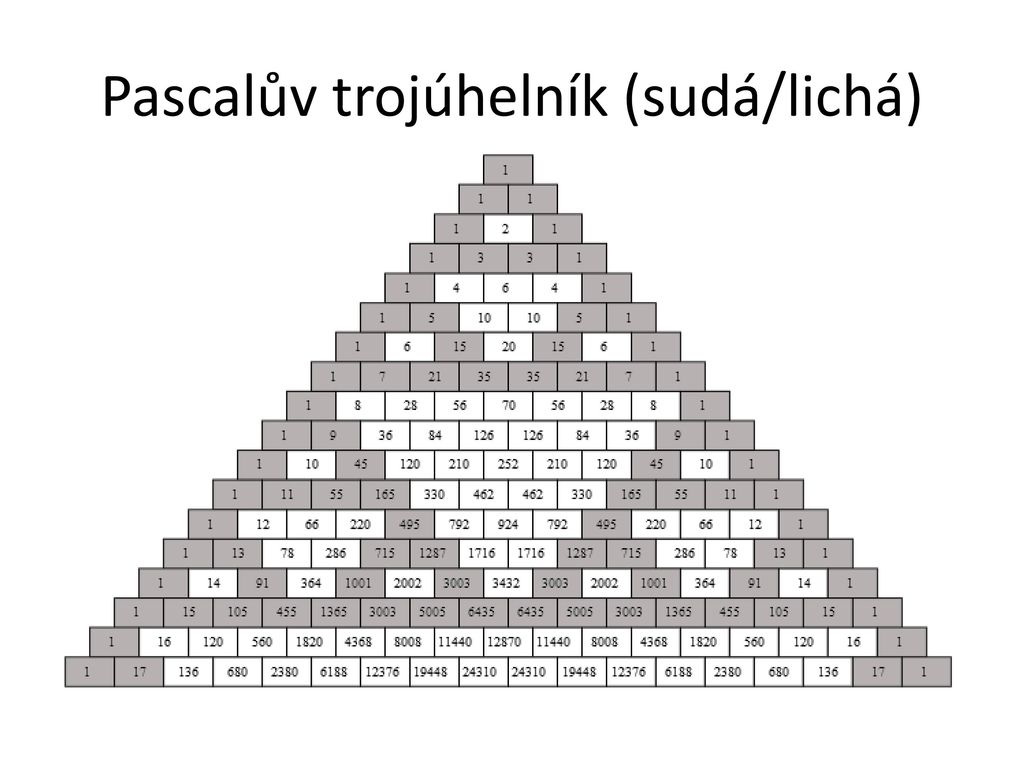 Pascalův trojúhelník (sudá/lichá)
1
1 1
1 2 1
1 3 3 1
1 4 6 4 1
1 5 10 10 5 1
1 6 15 20 15 6 1
1 7 21 35 35 21 7 1
1 8 28 56 70 56 28 8 1
1 9 36 84 126 126 84 36 9 1
1 10 45 120 210 252 210 120 45 10 1
1 11 55 165 330 462 462 330 165 55 11 1
1 12 66 220 495 792 924 792 495 220 66 12 1
1 13 78 286 715 1287 1716 1716 1287 715 286 78 13 1
1 14 91 364 1001 2002 3003 3432 3003 2002 1001 364 91 14 1
1 15 105 455 1365 3003 5005 6435 6435 5005 3003 1365 455 105 15 1
1 16 120 560 1820 4368 8008 11440 12870 11440 8008 4368 1820 560 120 16 1
1 17 136 680 2380 6188 12376 19448 24310 24310 19448 12376 6188 2380 680 136 17 1